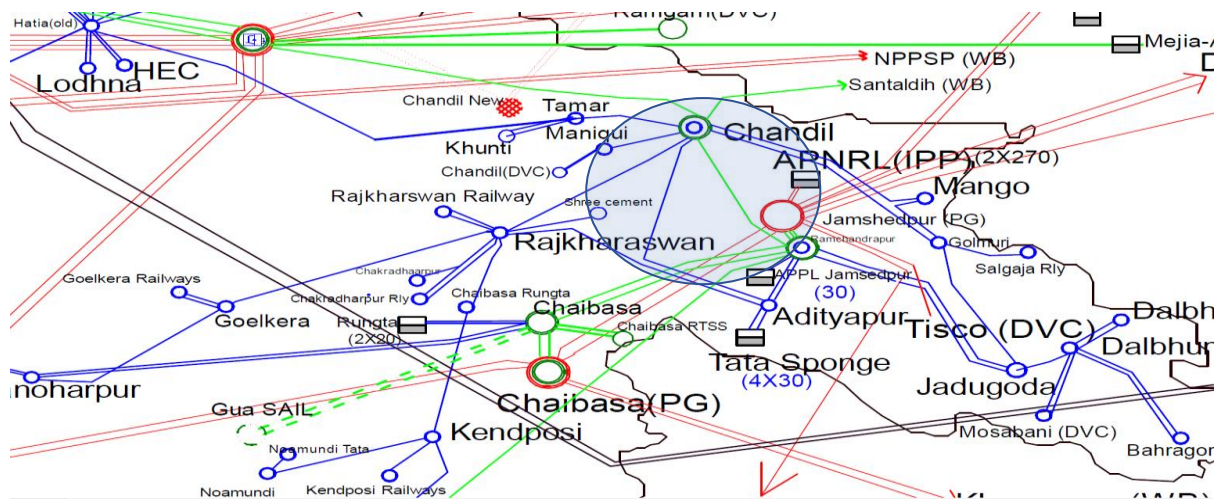 Ramgarh(DVC)
Hatia(old)
Mejia-A
HEC
Lodhna
NPPSP (WB)
Santaldih (WB)
Chandil New
Tamar
Maniqui
Chandil
Khunti
APNRL(IPP)(2X270)
Chandil(DVC)
Mango
Rajkharswan Railway
Shree cement
Jamshedpur (PG)
Rajkharaswan
Ramchandrapur
Golmuri
Salgaja Rly
Chakradhaarpur
Goelkera Railways
APPL Jamsedpur
(30)
Chakradharpur Rly
Chaibasa Rungta
Goelkera
Rungta
(2X20)
Chaibasa
Chaibasa RTSS
Adityapur
Tisco (DVC)
Dalbh
Dalbhum
Tata Sponge
(4X30)
noharpur
Jadugoda
Gua SAIL
Chaibasa(PG)
Kendposi
Mosabani (DVC)
Noamundi Tata
Bahragor
Noamundi
Kendposi Railways